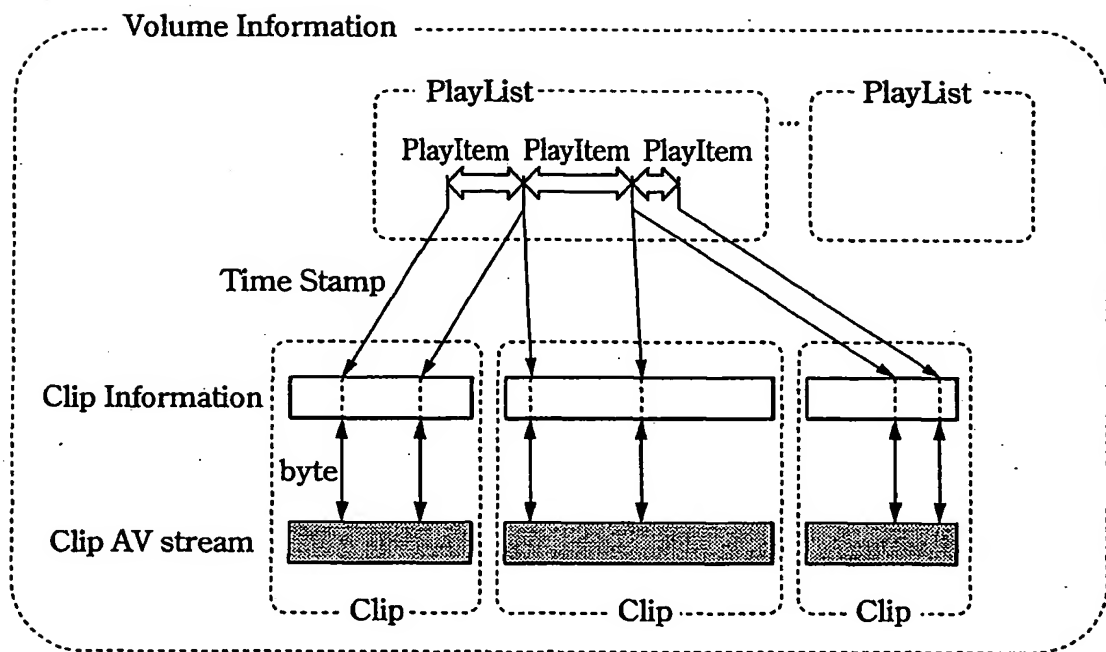 Volume Information
PlayList
...
PlayList
PlayItem PlayItem PlayItem
Time Stamp
Clip Information
byte
Clip AV stream
Clip
Clip
Clip